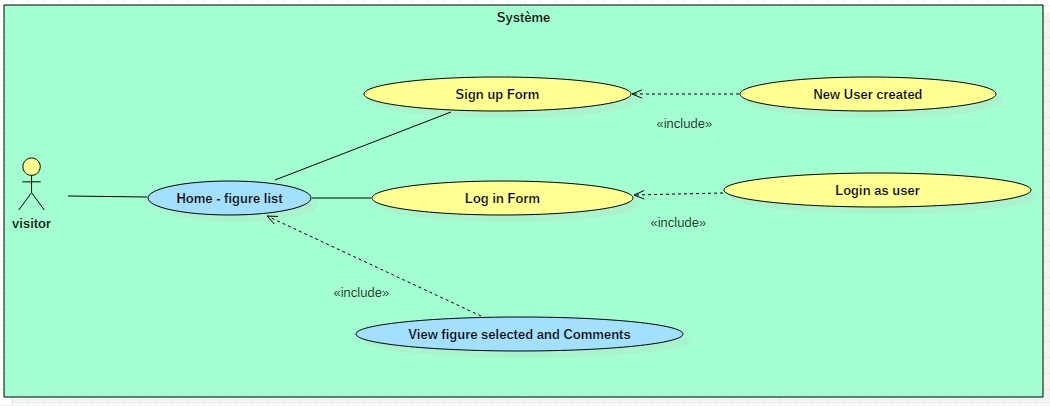 Système
Sign up Form
New User created
«include»
visitor
Home - figure list
Log in Form
Login as user
«include»
«include»
View figure selected and Comments